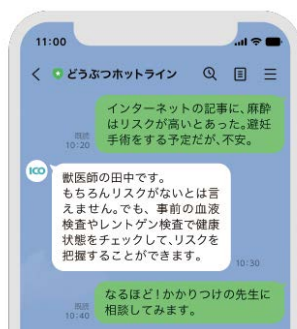 11:00
どうぶつホットライン
インターネットの記事に、麻酔
はリスクが高いとあった。避妊
手術をする予定だが、不安。
既読
10:20
100
獣医師の田中です。
もちろんリスクがないとは言
えません。でも、事前の血液
検査やレントゲン検査で健康
状態をチェックして、リスクを
把握することができます。
10:30
なるほど!かかりつけの先生に
相談してみます。
既読
10:40